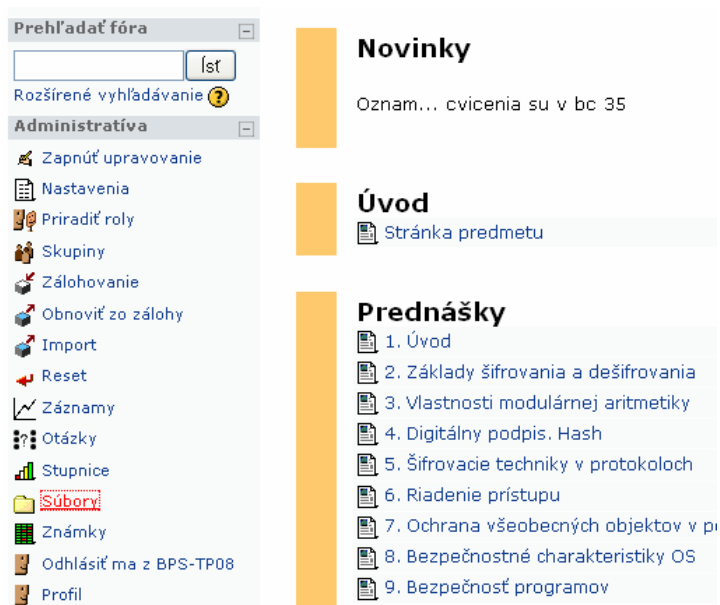 Prehľadať fóra
Ísť
Rozšírené vyhľadávanie
Administratíva
Zapnúť upravovanie
Nastavenia
Priradiť roly
Skupiny
Zálohovanie
Obnoviť zo zálohy
Import
Reset
Záznamy
Otázky
Stupnice
Súbory
Známky
Odhlásiť ma z BPS-TP08
Profil
Novinky
Oznam... cvicenia su v bc 35
Úvod
Stránka predmetu
Prednášky
1. Úvod
2. Základy šifrovania a dešifrovania
3. Vlastnosti modulárnej aritmetiky
4. Digitálny podpis. Hash
5. Šifrovacie techniky v protokoloch
6. Riadenie prístupu
7. Ochrana všeobecných objektov v
8. Bezpečnostné charakteristiky OS
9. Bezpečnosť programov